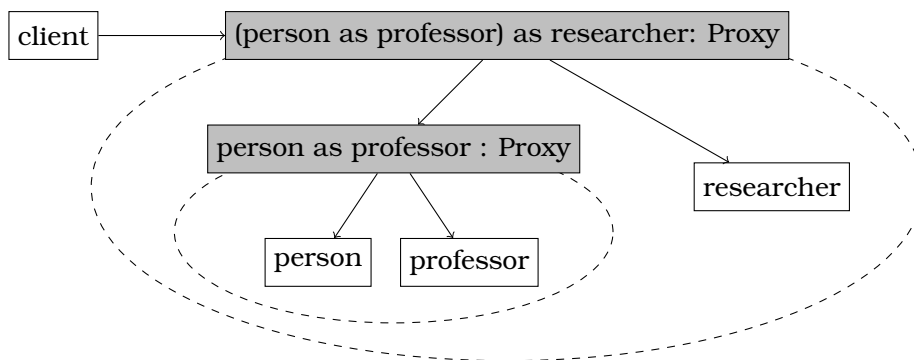 client
(person as professor) as researcher: Proxy
person as professor : Proxy
researcher
person
professor